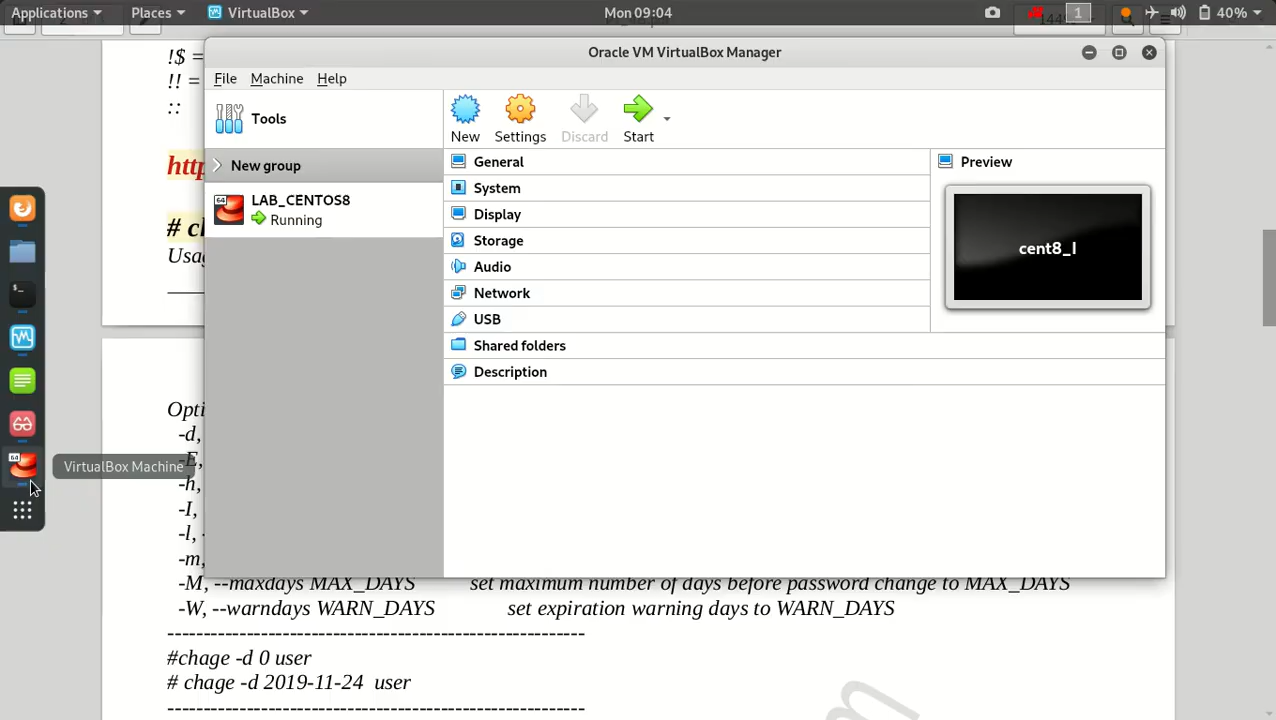 Applications
Places
VirtualBox
Mon 09:04
1
40%
Oracle VM VirtualBox Manager
!$ =
!! =
::
File
Machine
Help
Tools
New
Settings
Discard
Start
http
New group
General
Preview
System
LAB_CENTOS8
Running
Display
# ch
Storage
cent8_I
Usag
Audio
Network
USB
Shared folders
Description
Opti
-d,
-E,
VirtualBox Machine
-h,
-I,
-l, -
-m,
-M, --maxdays MAX_DAYS set maximum number of days before password change to MAX_DAYS
-W, --warndays WARN_DAYS set expiration warning days to WARN_DAYS
----------------------------------------------------------
#chage -d 0 user
# chage -d 2019-11-24 user
----------------------------------------------------------